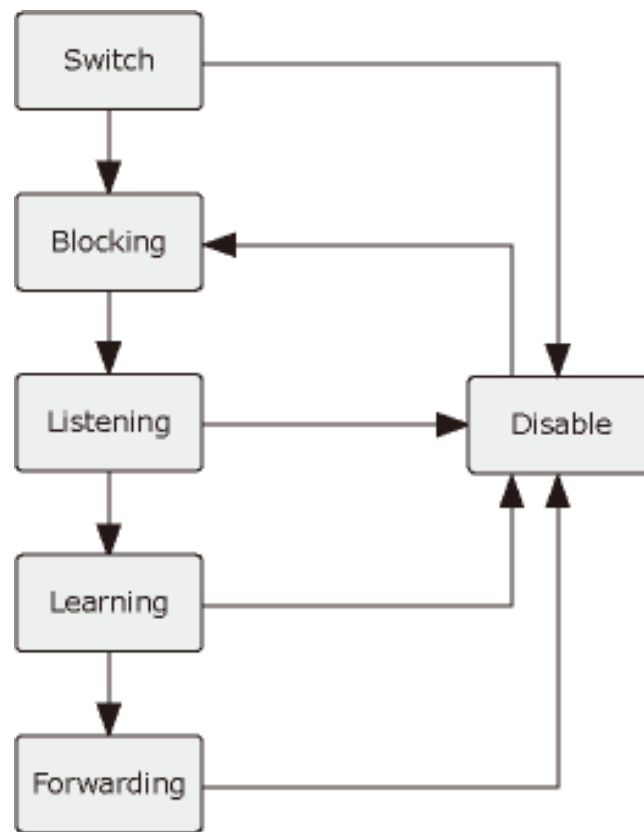 Switch
Blocking
Listening
Disable
Learning
Forwarding